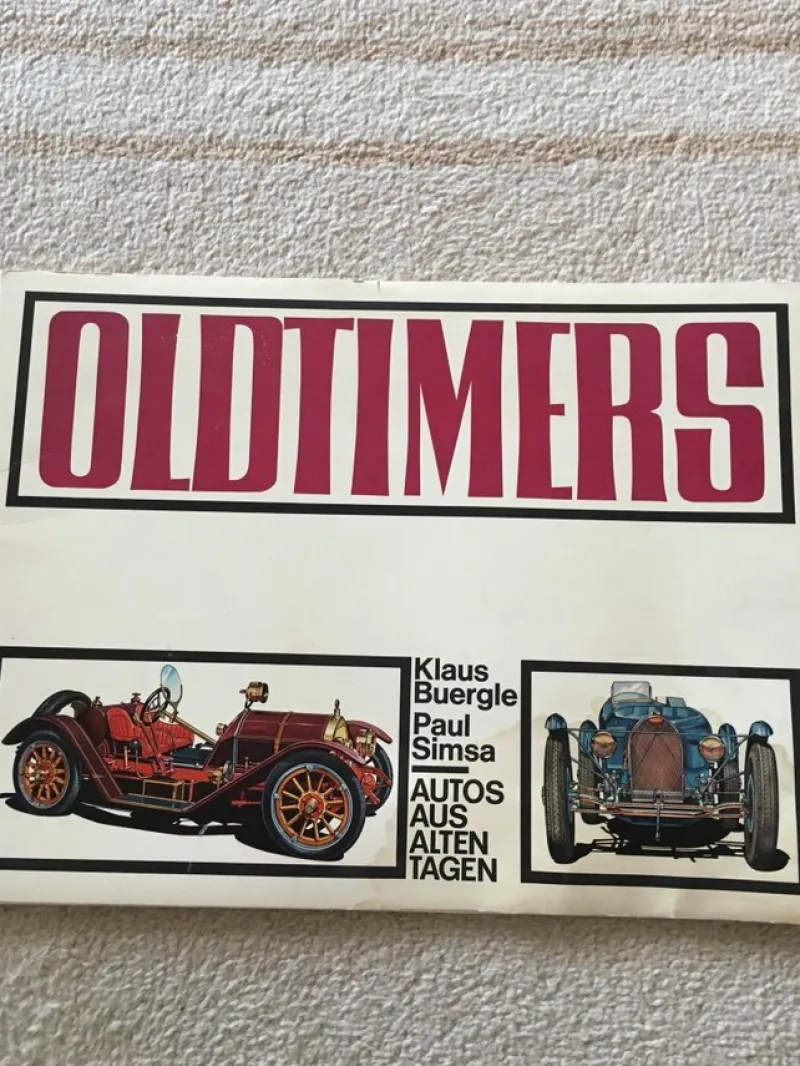 OLDTIMERS
Klaus
Buergle
Paul
Simsa
AUTOS
AUS
ALTEN
TAGEN